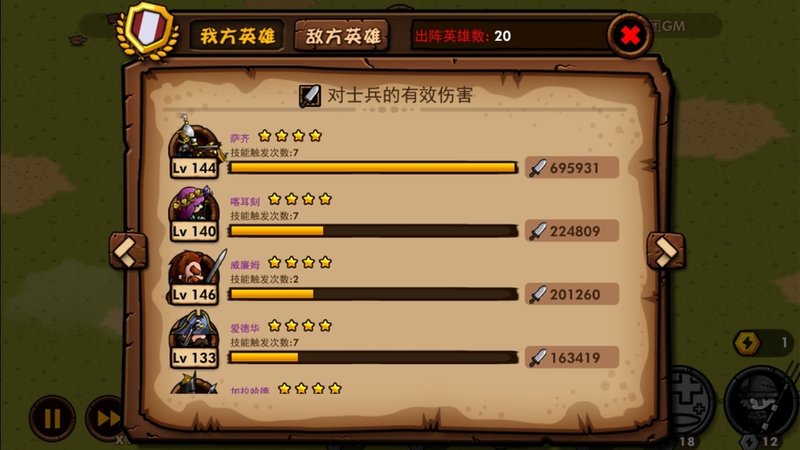 我方英雄 敌方英雄 出阵英雄数: 20
团GM
对士兵的有效伤害
萨齐
技能触发次数:7
Lv 144
695931
喀耳刻
技能触发次数:7
Lv 140
224809
威廉姆
技能触发次数:2
Lv 146
201260
爱德华
技能触发次数:7
Lv 133
163419
加拉哈德
1
X
18
12